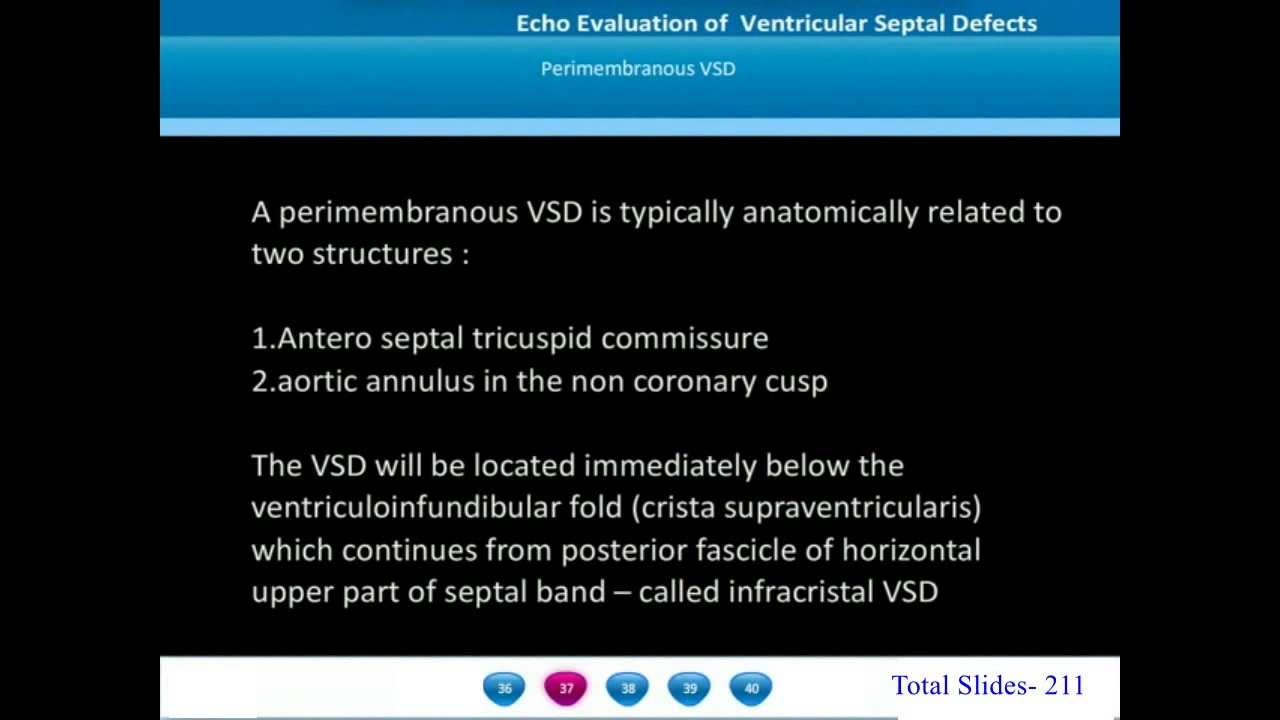 Echo Evaluation of Ventricular Septal Defects
Perimembranous VSD
A perimembranous VSD is typically anatomically related to
two structures :
1.Antero septal tricuspid commissure
2.aortic annulus in the non coronary cusp
The VSD will be located immediately below the
ventriculoinfundibular fold (crista supraventricularis)
which continues from posterior fascicle of horizontal
upper part of septal band – called infracristal VSD
36 37 38 39 40
Total Slides- 211